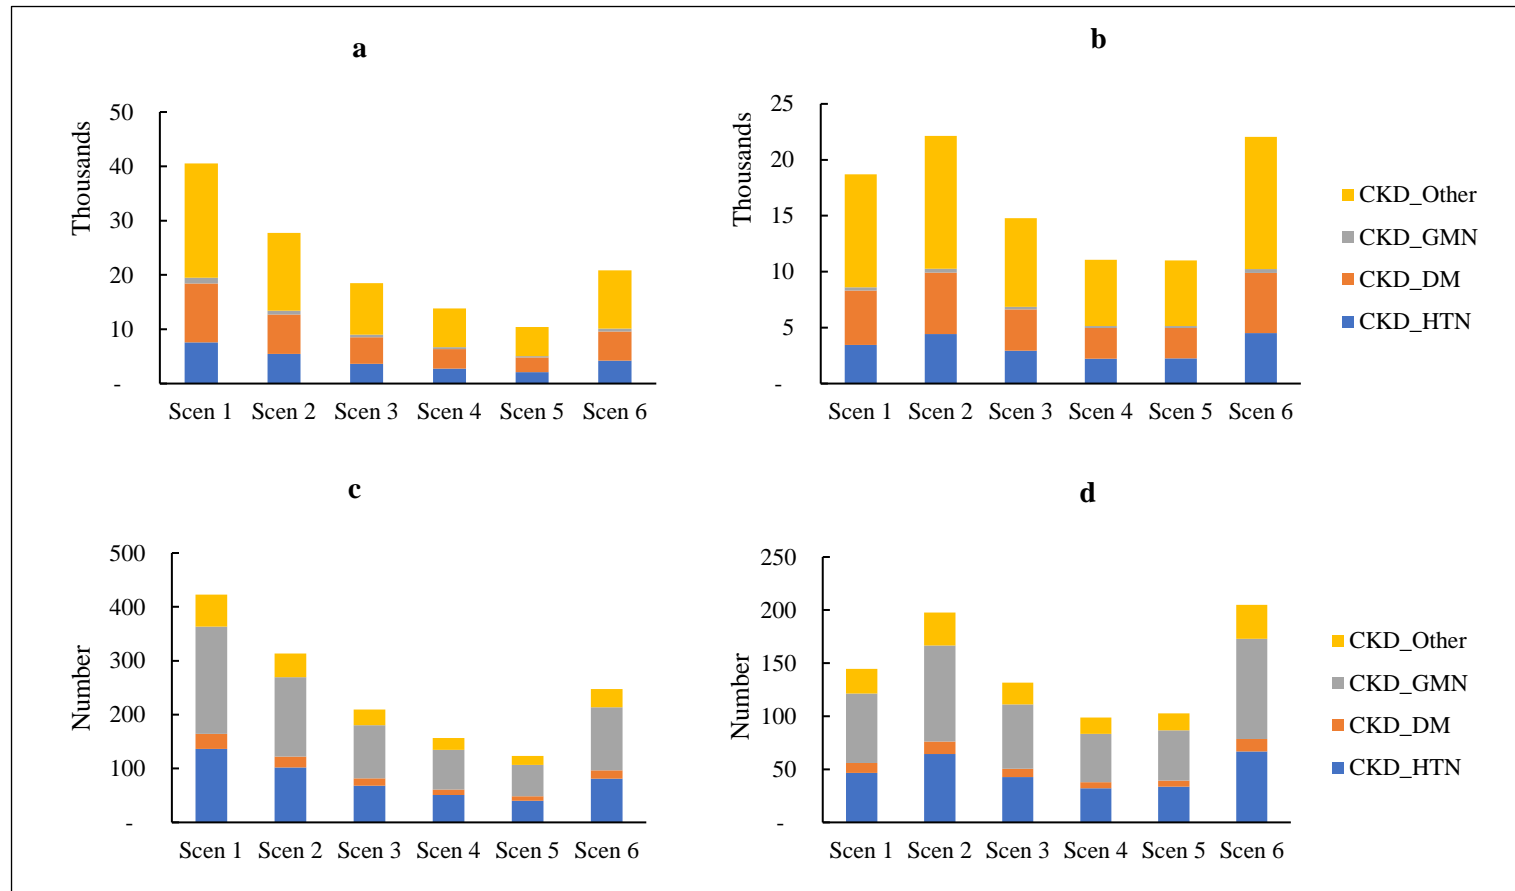 a
Thousands
50
40
30
20
10
-
Scen 1 Scen 2 Scen 3 Scen 4 Scen 5 Scen 6
b
Thousands
25
20
15
10
5
-
Scen 1 Scen 2 Scen 3 Scen 4 Scen 5 Scen 6
CKD_Other
CKD_GMN
CKD_DM
CKD_HTN
c
Number
500
400
300
200
100
-
Scen 1 Scen 2 Scen 3 Scen 4 Scen 5 Scen 6
d
Number
250
200
150
100
50
-
Scen 1 Scen 2 Scen 3 Scen 4 Scen 5 Scen 6
CKD_Other
CKD_GMN
CKD_DM
CKD_HTN